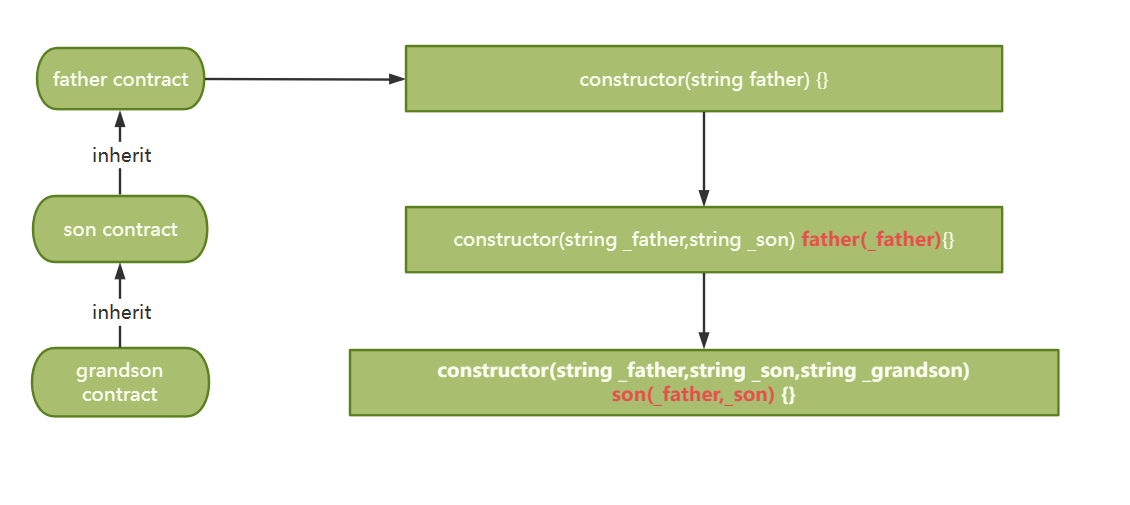 father contract
constructor(string father) {}
inherit
son contract
constructor(string _father,string _son) father(_father){}
inherit
grandson
contract
constructor(string _father,string _son,string _grandson)
son(_father,_son) {}